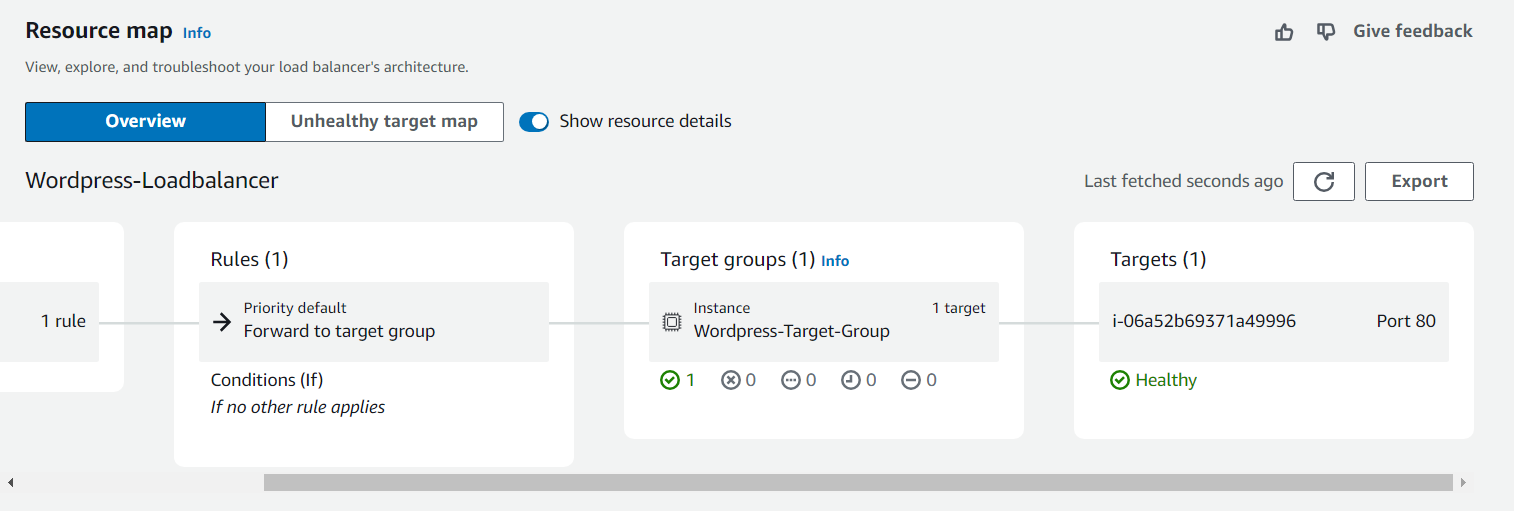 Resource map Info
Give feedback
View, explore, and troubleshoot your load balancer's architecture.
Overview
Unhealthy target map
Show resource details
Wordpress-Loadbalancer
Last fetched seconds ago
Export
1 rule
Rules (1)
Priority default
Forward to target group
Conditions (If)
If no other rule applies
Target groups (1) Info
Instance
1 target
Wordpress-Target-Group
1 0 0 0 0
Targets (1)
i-06a52b69371a49996
Port 80
Healthy